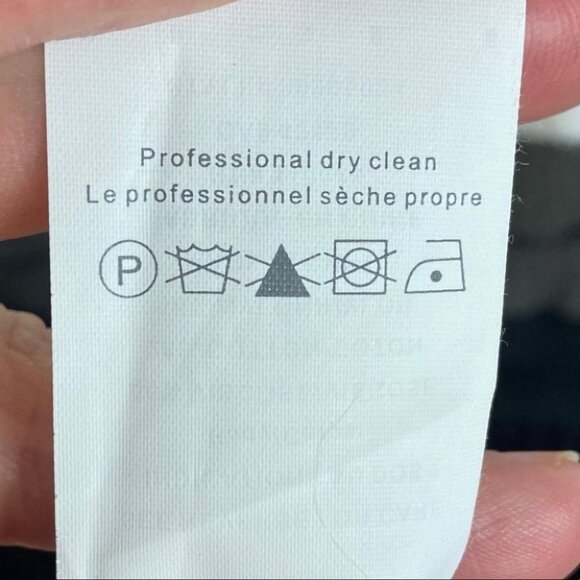 Professional dry clean
Le professionnel sèche propre
P